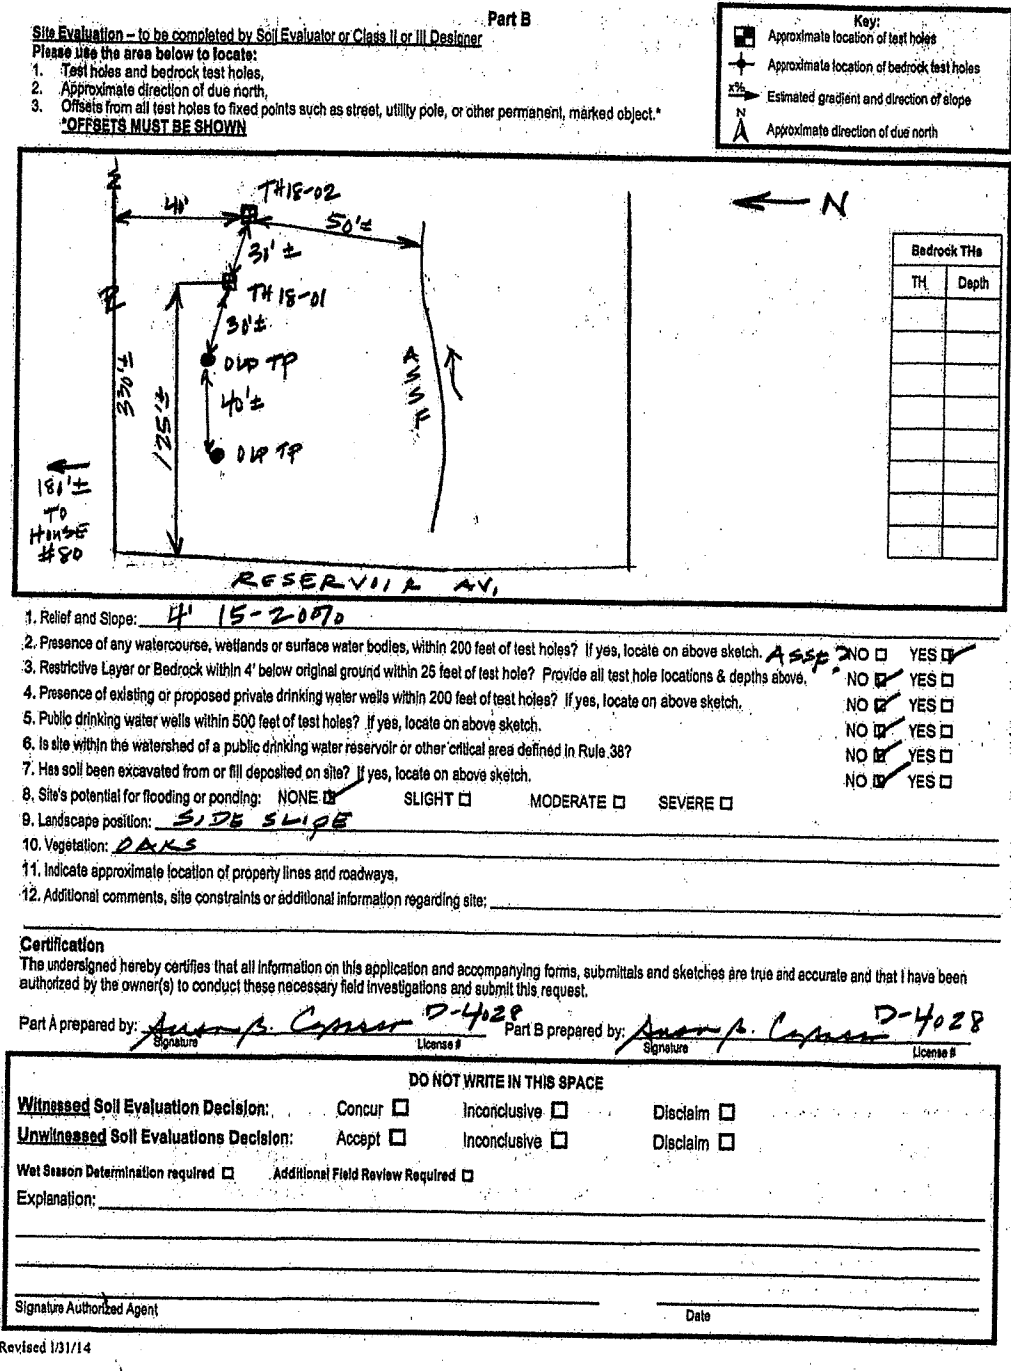 Part B
Site Evaluation – to be completed by Soil Evaluator or Class II or III Designer
Please use the area below to locate:
1. Test holes and bedrock test holes,
2. Approximate direction of due north,
3. Offsets from all test holes to fixed points such as street, utility pole, or other permanent, marked object.*
*OFFSETS MUST BE SHOWN
Key:
Approximate location of test holes
Approximate location of bedrock test holes
x%
Estimated gradient and direction of slope
N
Approximate direction of due north
40'
TH18-02
50'±
N
30'±
TH18-01
30'±
OLD TP
40'±
OLD TP
330'±
125'±
ASSF
180'±
TO
HOUSE
#80
RESERVOIR AV.
Bedrock THs
TH Depth
1. Relief and Slope: 4' 15-20%
2. Presence of any watercourse, wetlands or surface water bodies, within 200 feet of test holes? If yes, locate on above sketch. ASSF? NO YES
3. Restrictive Layer or Bedrock within 4' below original ground within 25 feet of test hole? Provide all test hole locations & depths above. NO YES
4. Presence of existing or proposed private drinking water wells within 200 feet of test holes? If yes, locate on above sketch. NO YES
5. Public drinking water wells within 500 feet of test holes? If yes, locate on above sketch. NO YES
6. Is site within the watershed of a public drinking water reservoir or other critical area defined in Rule 38? NO YES
7. Has soil been excavated from or fill deposited on site? If yes, locate on above sketch. NO YES
8. Site's potential for flooding or ponding: NONE SLIGHT MODERATE SEVERE
9. Landscape position: SIDE SLOPE
10. Vegetation: OAKS
11. Indicate approximate location of property lines and roadways.
12. Additional comments, site constraints or additional information regarding site:
Certification
The undersigned hereby certifies that all information on this application and accompanying forms, submittals and sketches are true and accurate and that I have been
authorized by the owner(s) to conduct these necessary field investigations and submit this request.
Part A prepared by: D-4028 Part B prepared by: D-4028
Signature License # Signature License #
DO NOT WRITE IN THIS SPACE
Witnessed Soil Evaluation Decision: Concur Inconclusive Disclaim
Unwitnessed Soil Evaluations Decision: Accept Inconclusive Disclaim
Wet Season Determination required Additional Field Review Required
Explanation:
Signature Authorized Agent Date
Revised 1/31/14